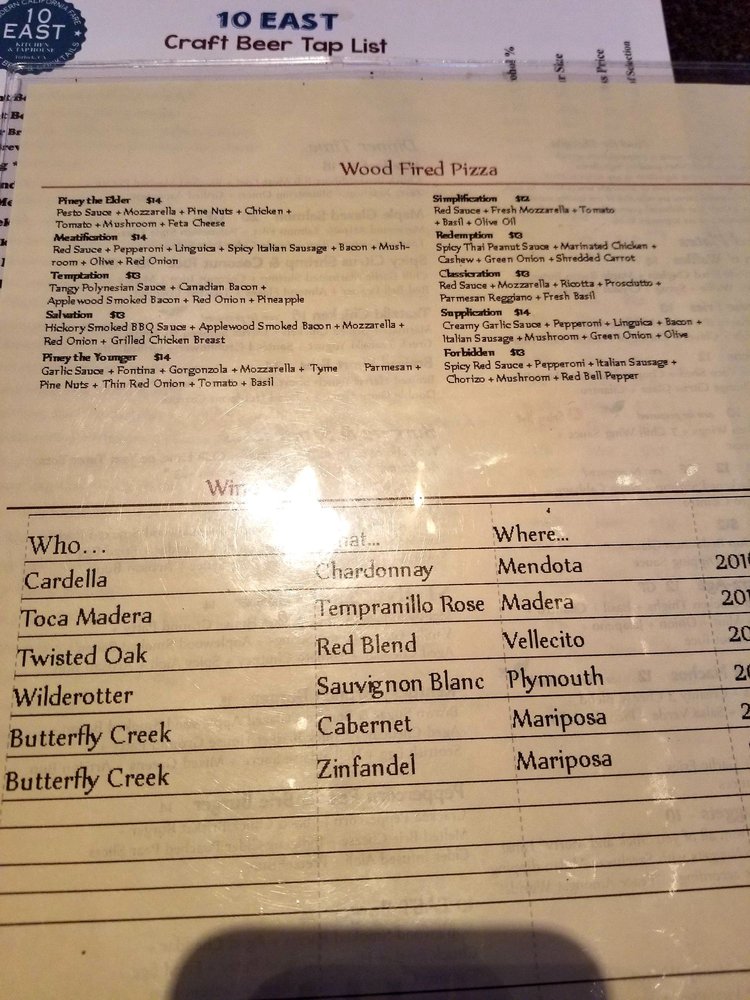 MODERN CALIFORNIA FARE
10
EAST
KITCHEN
& TAPHOUSE
10 EAST
Craft Beer Tap List
Wood Fired Pizza
Piney the Elder $14
Pesto Sauce + Mozzarella + Pine Nuts + Chicken +
Tomato + Mushroom + Feta Cheese
Meatification $14
Red Sauce + Pepperoni + Linguica + Spicy Italian Sausage + Bacon + Mush-
room + Olive + Red Onion
Temptation $13
Tangy Polynesian Sauce + Canadian Bacon +
Applewood Smoked Bacon + Red Onion + Pineapple
Salvation $13
Hickory Smoked BBQ Sauce + Applewood Smoked Bacon + Mozzarella +
Red Onion + Grilled Chicken Breast
Piney the Younger $14
Garlic Sauce + Fontina + Gorgonzola + Mozzarella + Tyme Parmesan +
Pine Nuts + Thin Red Onion + Tomato + Basil
Simplification $12
Red Sauce + Fresh Mozzarella + Tomato
+ Basil + Olive Oil
Redemption $13
Spicy Thai Peanut Sauce + Marinated Chicken +
Cashew + Green Onion + Shredded Carrot
Classication $13
Red Sauce + Mozzarella + Ricotta + Prosciutto +
Parmesan Reggiano + Fresh Basil
Supplication $14
Creamy Garlic Sauce + Pepperoni + Linguica + Bacon +
Italian Sausage + Mushroom + Green Onion + Olive
Forbidden $13
Spicy Red Sauce + Pepperoni + Italian Sausage +
Chorizo + Mushroom + Red Bell Pepper
Who... Where...
Cardella Chardonnay Mendota
Toca Madera Tempranillo Rose Madera
Twisted Oak Red Blend Vellecito
Wilderotter Sauvignon Blanc Plymouth
Butterfly Creek Cabernet Mariposa
Butterfly Creek Zinfandel Mariposa